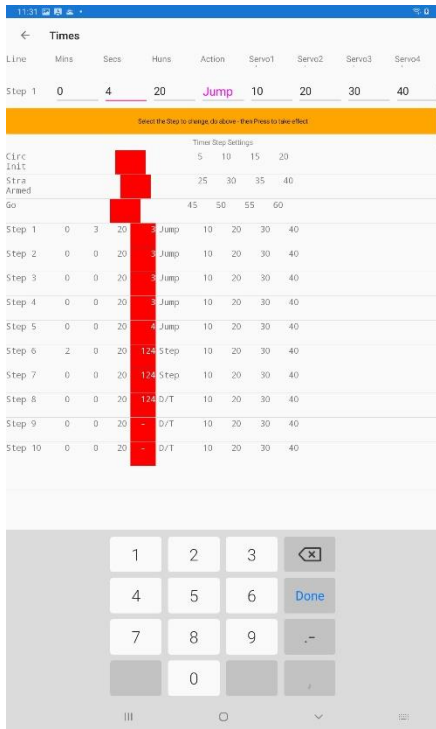 11:31
← Times
Line Mins Secs Huns Action Servo1 Servo2 Servo3 Servo4
Step 1 0 4 20 Jump 10 20 30 40
Select the Step to change, do above - then Press to take effect
Timer Step Settings
Circ Init 5 10 15 20
Stra Armed 25 30 35 40
Go 45 50 55 60
Step 1 0 3 20 3 Jump 10 20 30 40
Step 2 0 0 20 3 Jump 10 20 30 40
Step 3 0 0 20 3 Jump 10 20 30 40
Step 4 0 0 20 3 Jump 10 20 30 40
Step 5 0 0 20 4 Jump 10 20 30 40
Step 6 2 0 20 124 Step 10 20 30 40
Step 7 0 0 20 124 Step 10 20 30 40
Step 8 0 0 20 124 D/T 10 20 30 40
Step 9 0 0 20 - D/T 10 20 30 40
Step 10 0 0 20 - D/T 10 20 30 40
1 2 3
4 5 6 Done
7 8 9 .-
0 ,